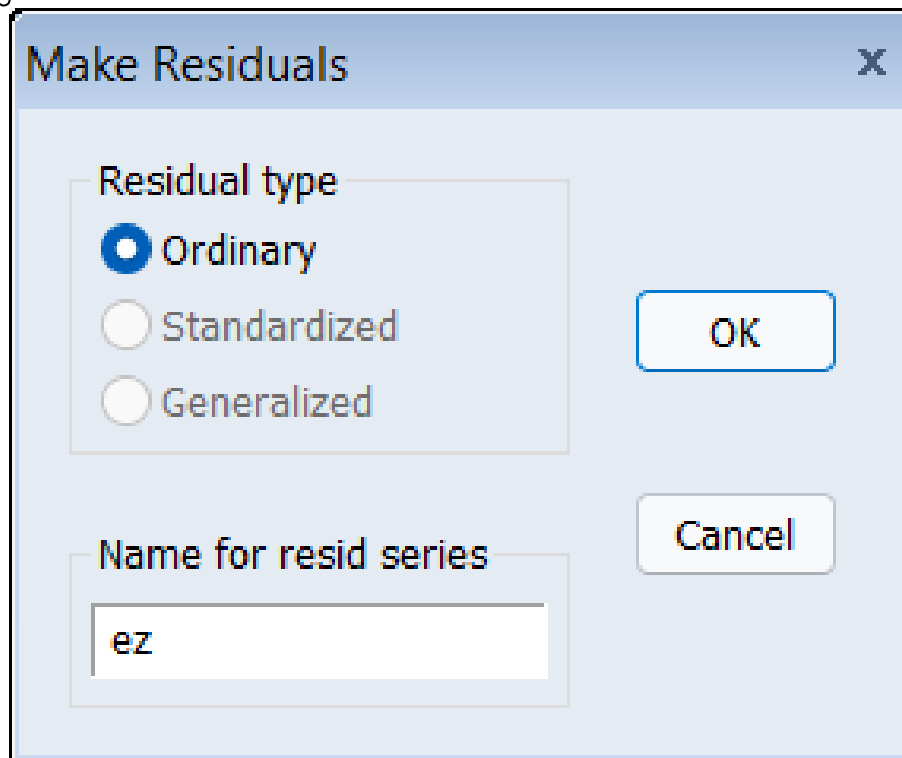 Make Residuals
x
Residual type
Ordinary
Standardized
Generalized
OK
Cancel
Name for resid series
ez